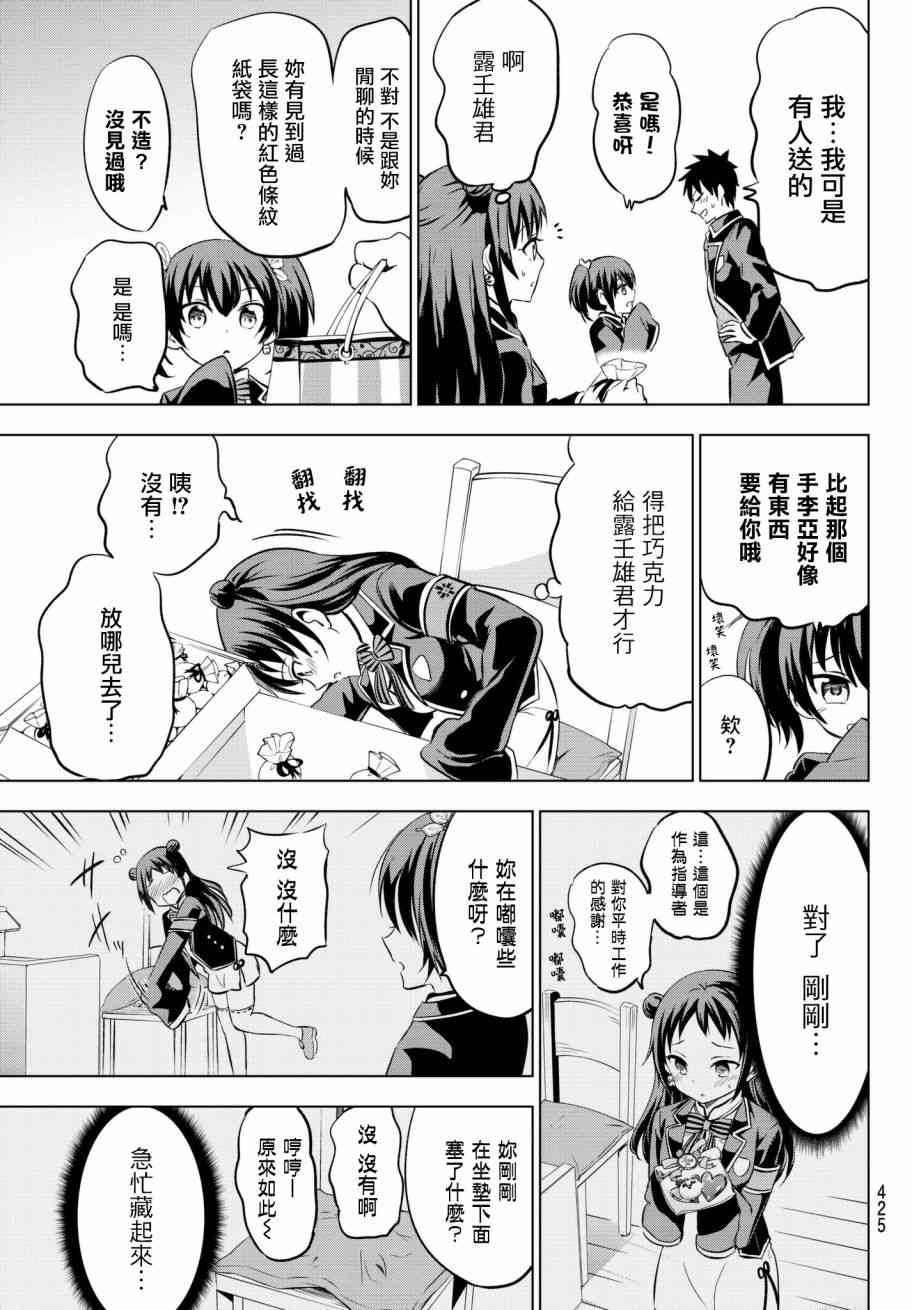 我…我可是
有人送的
是嗎！
恭喜呀
啊
露壬雄君
不對 不是跟妳
閒聊的時候
妳有見到過
長這樣的紅色條紋
紙袋嗎？
不造？
沒見過哦
是 是嗎…
比起那個
手李亞好像
有東西
要給你哦
壞笑
壞笑
欸？
得把巧克力
給露壬雄君才行
翻找
翻找
咦!?
沒有…
放哪兒去了…
對了 剛剛…
這…這個是
作為指導者
對你平時工作
的感謝…
嘟囔
嘟囔
妳在嘟囔些
什麼呀？
沒 沒什麼
妳剛剛
在坐墊下面
塞了什麼？
沒 沒有啊
哼哼—
原來如此～
急忙藏起來…
425